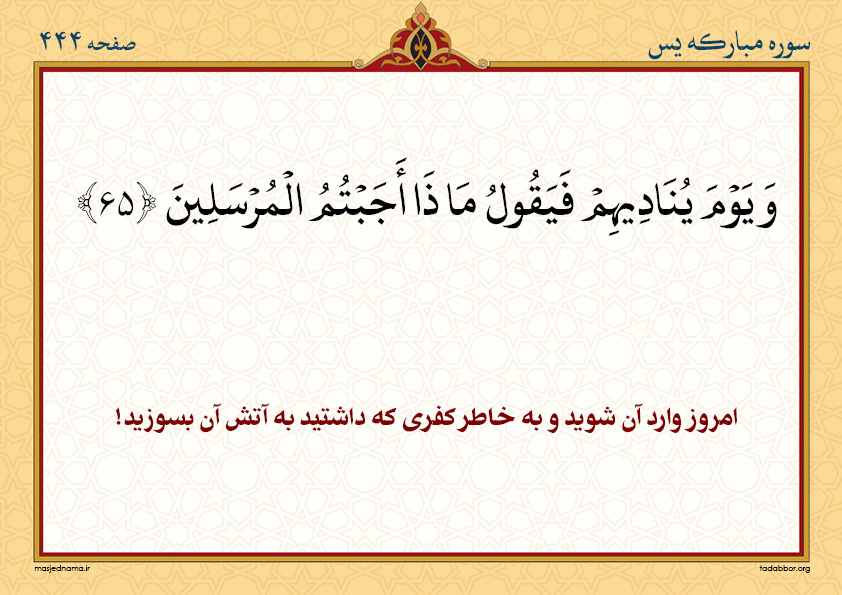 سوره مبارکه یس
صفحه ۴۴۴
وَ يَوْمَ يُنَادِيهِمْ فَيَقُولُ مَا ذَا أَجَبْتُمُ الْمُرْسَلِينَ ﴿۶۵﴾
امروز وارد آن شوید و به خاطر کفری که داشتید به آتش آن بسوزید!
masjednama.ir
tadabbor.org